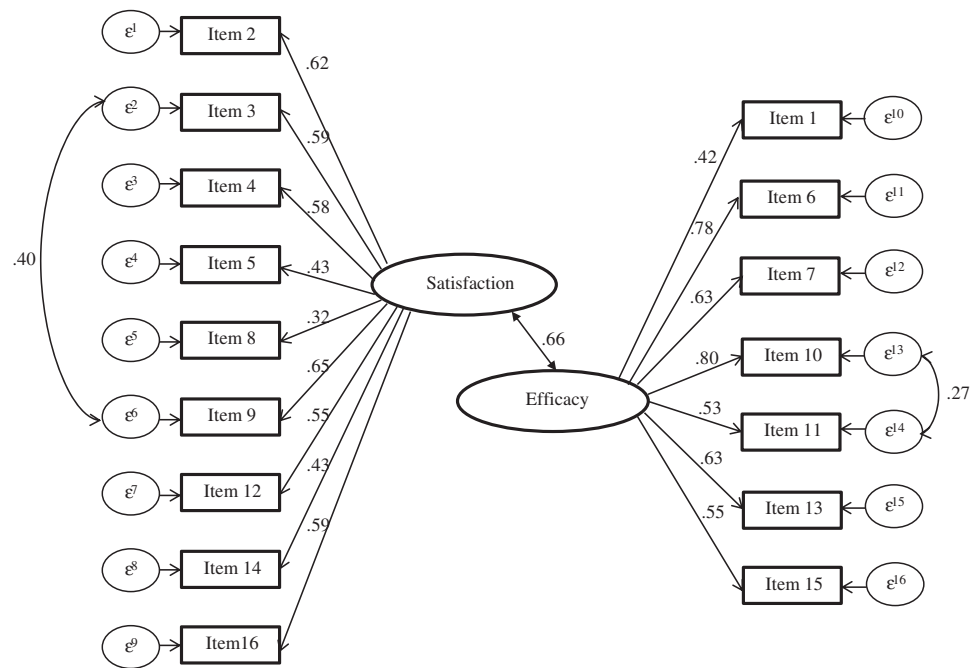 ε1 Item 2
.62
ε2 Item 3
.59
ε3 Item 4
.58
ε4 Item 5
.43
ε5 Item 8
.32
ε6 Item 9
.65
ε7 Item 12
.55
ε8 Item 14
.43
ε9 Item16
.59
.40
Satisfaction
.66
Efficacy
.42
Item 1 ε10
.78
Item 6 ε11
.63
Item 7 ε12
.80
Item 10 ε13
.53
Item 11 ε14
.27
.63
Item 13 ε15
.55
Item 15 ε16